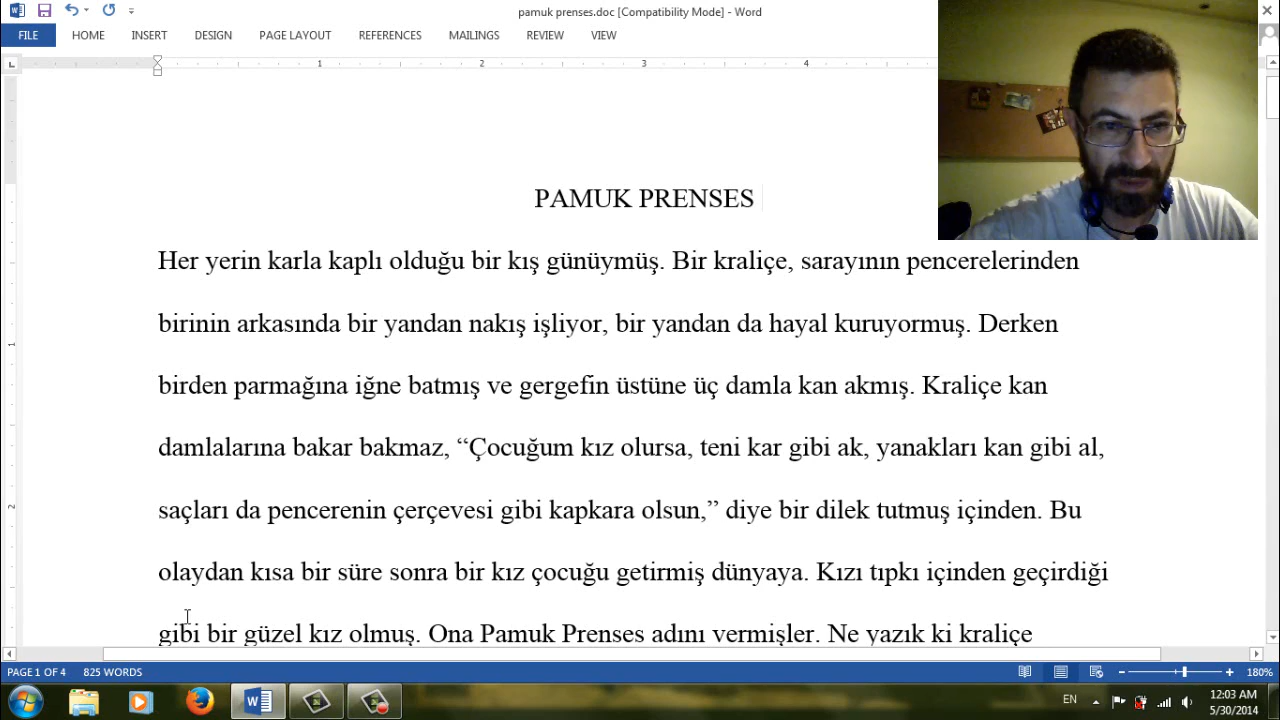 pamuk prenses.doc [Compatibility Mode] - Word
FILE HOME INSERT DESIGN PAGE LAYOUT REFERENCES MAILINGS REVIEW VIEW
1 2 3 4
PAMUK PRENSES
Her yerin karla kaplı olduğu bir kış günüymüş. Bir kraliçe, sarayının pencerelerinden
birinin arkasında bir yandan nakış işliyor, bir yandan da hayal kuruyormuş. Derken
1
birden parmağına iğne batmış ve gergefin üstüne üç damla kan akmış. Kraliçe kan
damlalarına bakar bakmaz, “Çocuğum kız olursa, teni kar gibi ak, yanakları kan gibi al,
2
saçları da pencerenin çerçevesi gibi kapkara olsun,” diye bir dilek tutmuş içinden. Bu
olaydan kısa bir süre sonra bir kız çocuğu getirmiş dünyaya. Kızı tıpkı içinden geçirdiği
gibi bir güzel kız olmuş. Ona Pamuk Prenses adını vermişler. Ne yazık ki kraliçe
PAGE 1 OF 4 825 WORDS 180%
EN 12:03 AM
5/30/2014